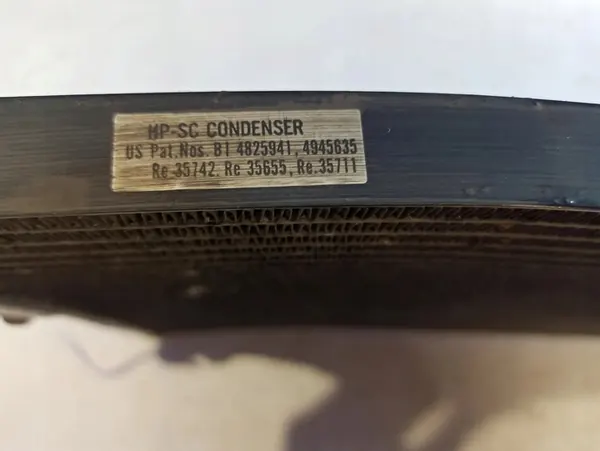 MP-SC CONDENSER
US Pat.Nos. B1 4825941, 4945635
Re 35742. Re 35655, Re.35711